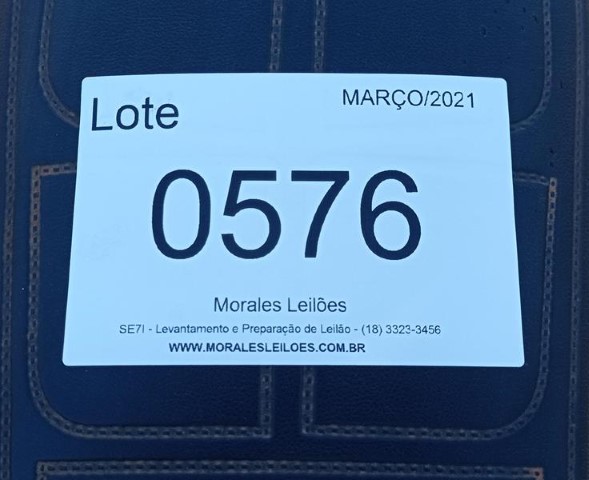 Lote
MARÇO/2021
0576
Morales Leilões
SE7I - Levantamento e Preparação de Leilão - (18) 3323-3456
WWW.MORALESLEILOES.COM.BR